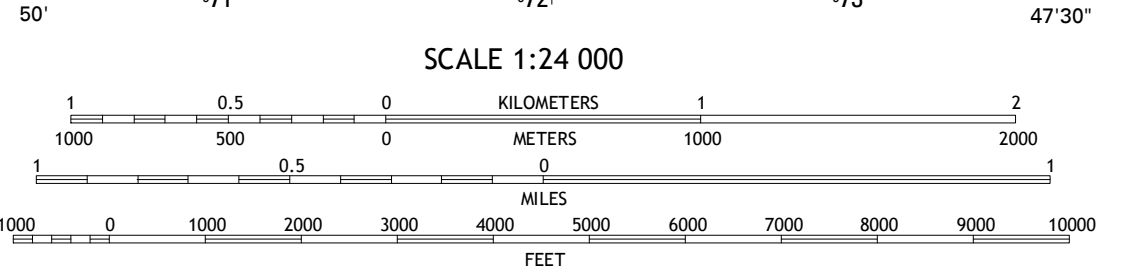 50' 47'30"
SCALE 1:24 000
1 0.5 0 KILOMETERS 1 2
1000 500 0 METERS 1000 2000
1 0.5 0 1
MILES
1000 0 1000 2000 3000 4000 5000 6000 7000 8000 9000 10000
FEET